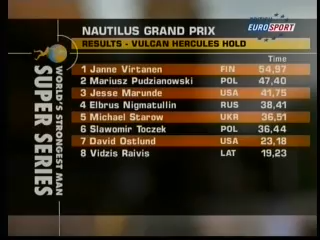 EUROSPORT
NAUTILUS GRAND PRIX
RESULTS - VULCAN HERCULES HOLD
Time
1 Janne Virtanen FIN 54,97
2 Mariusz Pudzianowski POL 47,40
3 Jesse Marunde USA 41,75
4 Elbrus Nigmatullin RUS 38,41
5 Michael Starow UKR 36,51
6 Slawomir Toczek POL 36,44
7 David Ostlund USA 23,18
8 Vidzis Raivis LAT 19,23
WORLD'S STRONGEST MAN
SUPER SERIES